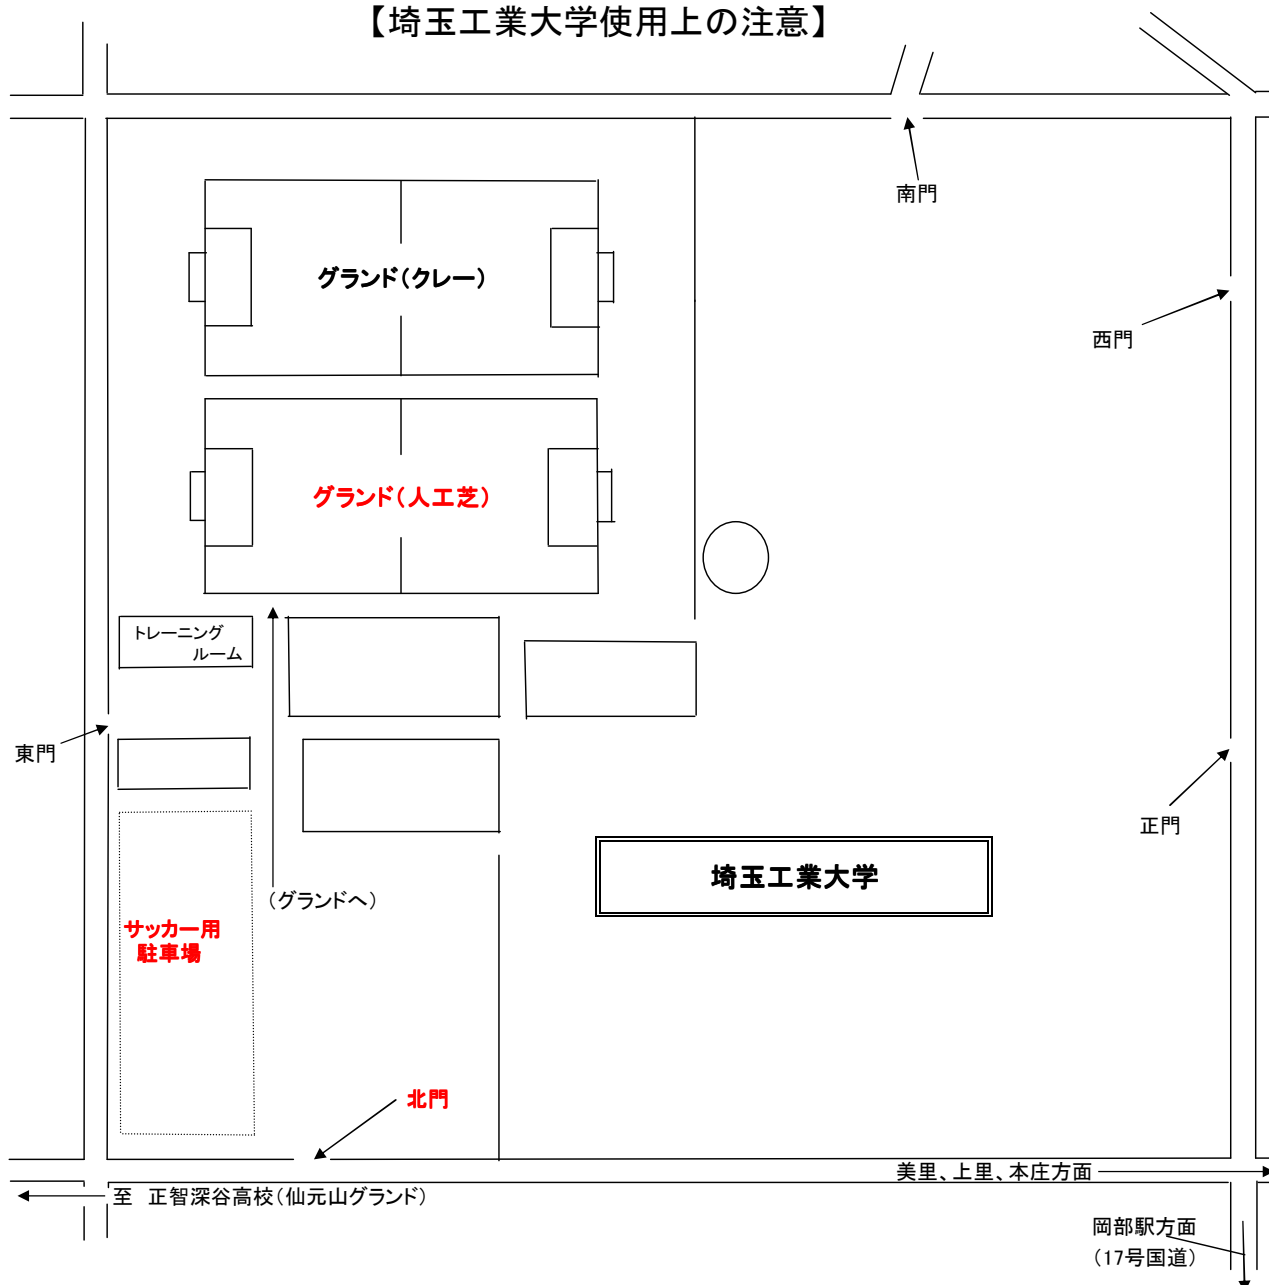 【埼玉工業大学使用上の注意】
南門
グランド(クレー)
西門
グランド(人工芝)
トレーニング
ルーム
東門
正門
埼玉工業大学
(グランドへ)
サッカー用
駐車場
北門
美里、上里、本庄方面
至 正智深谷高校(仙元山グランド)
岡部駅方面
(17号国道)